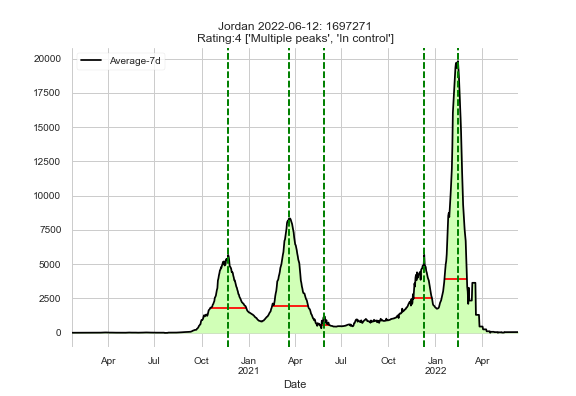 Jordan 2022-06-12: 1697271
Rating:4 ['Multiple peaks', 'In control']
Average-7d
20000
17500
15000
12500
10000
7500
5000
2500
0
Apr Jul Oct Jan Apr Jul Oct Jan Apr
2021 2022
Date